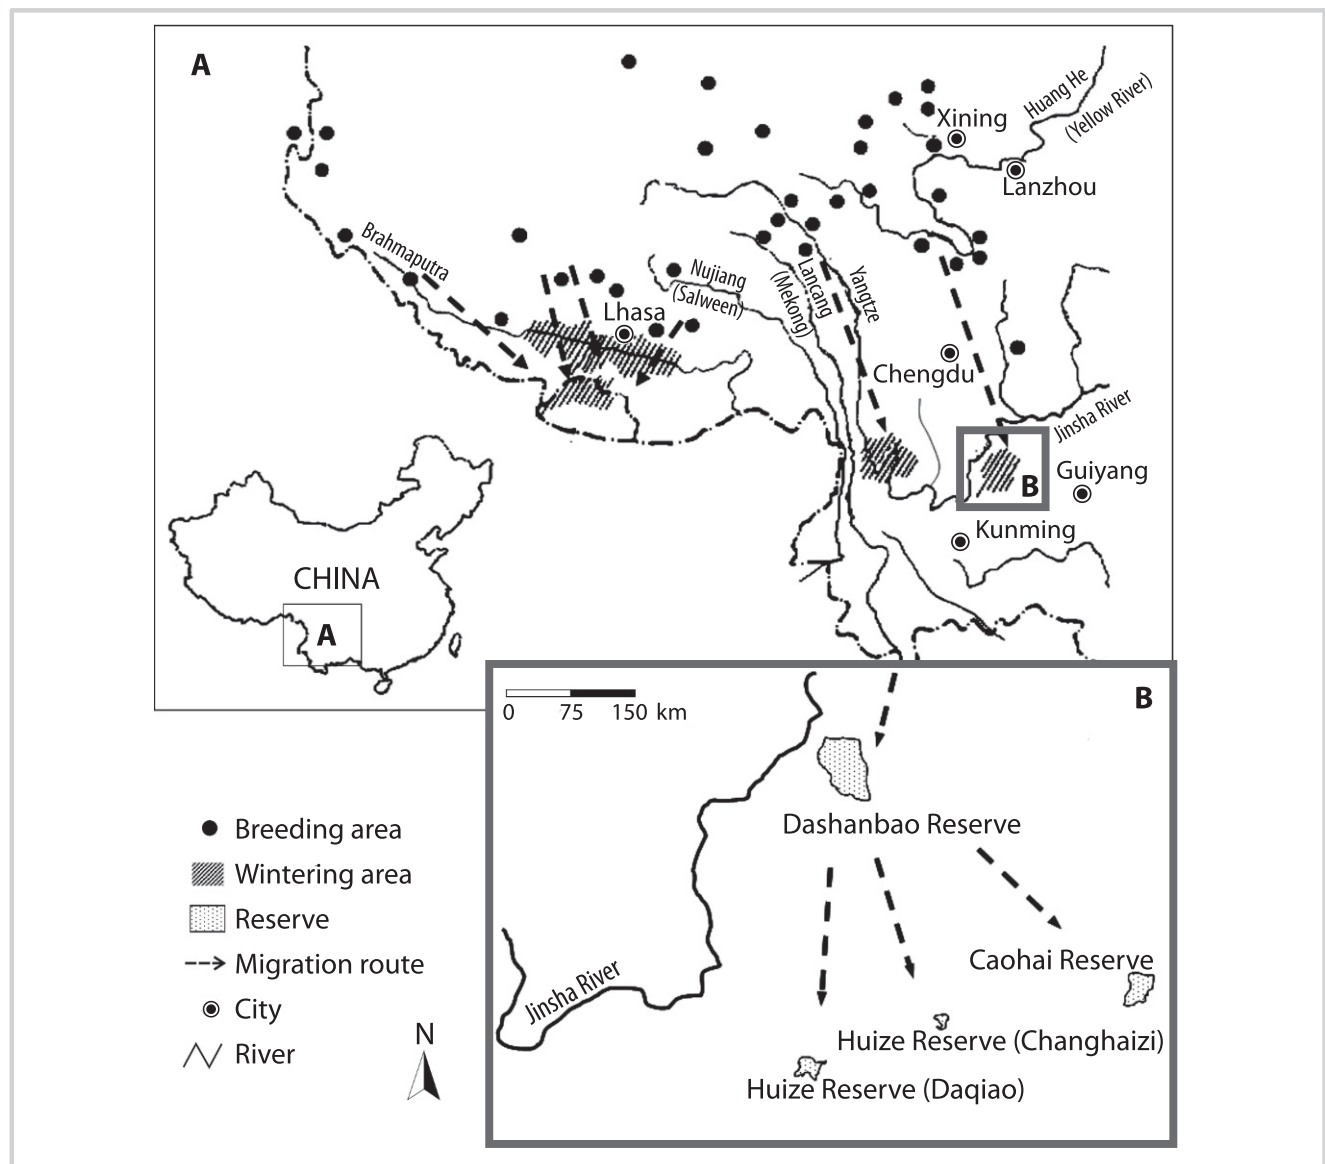 A
Huang He
(Yellow River)
Xining
Lanzhou
Brahmaputra
Nujiang
(Salween)
Lancang
(Mekong)
Yangtze
Lhasa
Chengdu
Jinsha River
Guiyang
B
Kunming
CHINA
A
B
0 75 150 km
Dashanbao Reserve
Caohai Reserve
Jinsha River
Huize Reserve (Changhaizi)
Huize Reserve (Daqiao)
Breeding area
Wintering area
Reserve
Migration route
City
River
N